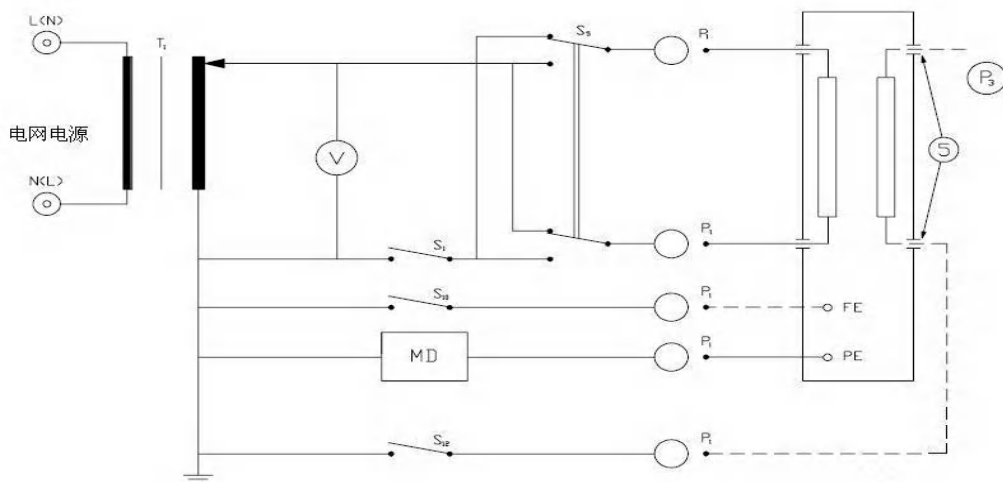 L(N)
T₁
S₅
P₁
P₃
电网电源
V
5
N(L)
S₁
P₁
S₁₀
P₁
FE
MD
P₁
PE
S₁₂
P₁